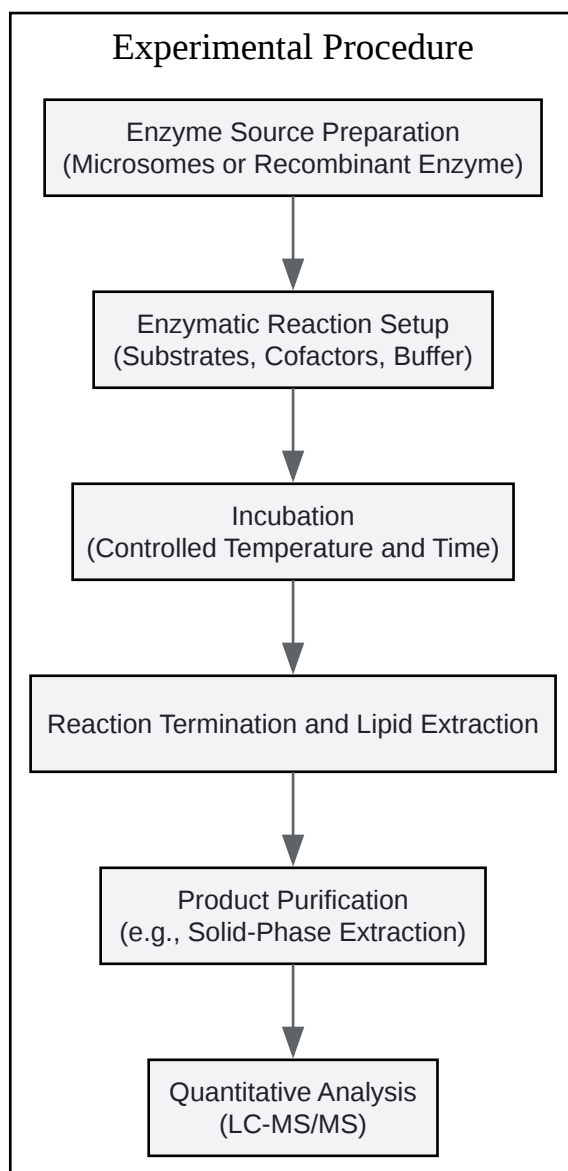 Experimental Procedure
Enzyme Source Preparation
(Microsomes or Recombinant Enzyme)
Enzymatic Reaction Setup
(Substrates, Cofactors, Buffer)
Incubation
(Controlled Temperature and Time)
Reaction Termination and Lipid Extraction
Product Purification
(e.g., Solid-Phase Extraction)
Quantitative Analysis
(LC-MS/MS)